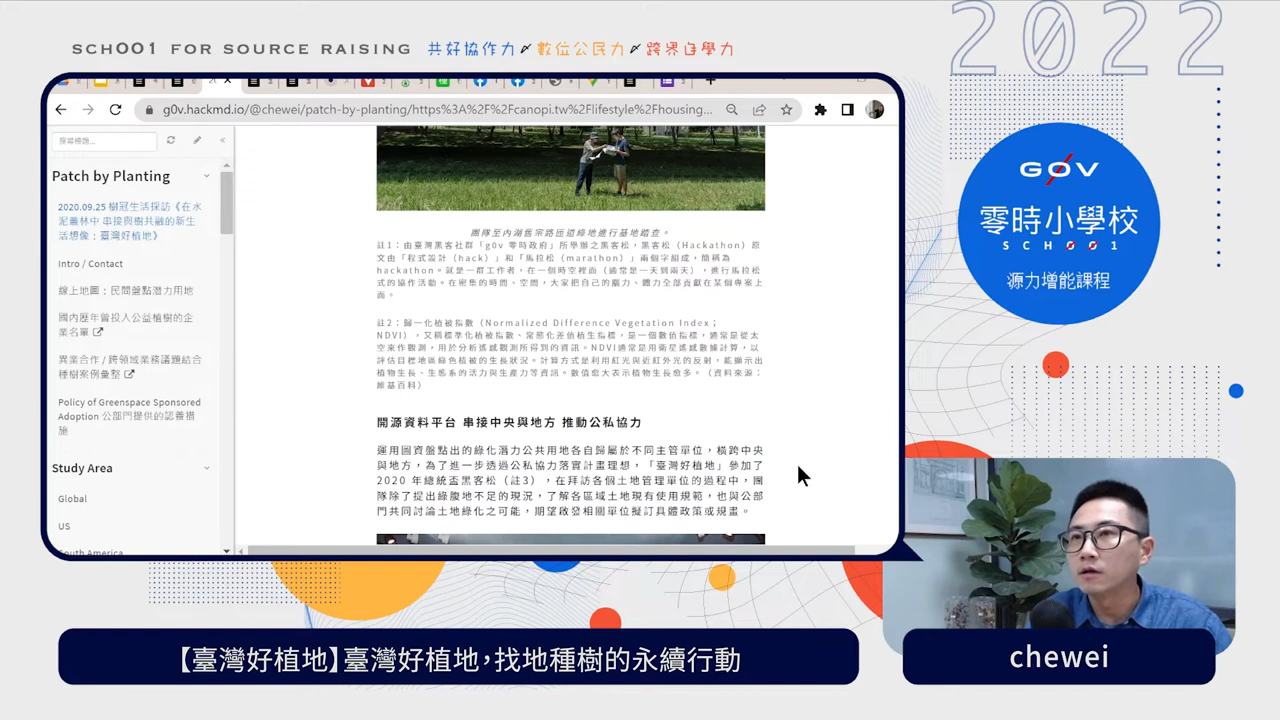 SCHOO1 FOR SOURCE RAISING 共好協作力 數位公民力 跨界自學力
2022
g0v.hackmd.io/@chewei/patch-by-planting/https%3A%2F%2Fcanopi.tw%2Flifestyle%2Fhousing...
搜尋標題...
Patch by Planting
2020.09.25 樹冠生活採訪《在水
泥叢林中 串接與樹共融的新生
活想像：臺灣好植地》
Intro / Contact
線上地圖：民間盤點潛力用地
國內歷年曾投入公益植樹的企
業名單
異業合作 / 跨領域業務議題結合
種樹案例彙整
Policy of Greenspace Sponsored
Adoption 公部門提供的認養措
施
Study Area
Global
US
South America
團隊至內湖舊宗路匝道綠地進行基地踏查。
註1：由臺灣黑客社群「g0v 零時政府」所舉辦之黑客松，黑客松（Hackathon）原
文由「程式設計（hack）」和「馬拉松（marathon）」兩個字組成，簡稱為
hackathon。就是一群工作者，在一個時空裡面（通常是一天到兩天），進行馬拉松
式的協作活動。在密集的時間、空間，大家把自己的腦力、體力全部貢獻在某個專案上
面。
註2：歸一化植被指數（Normalized Difference Vegetation Index；
NDVI），又稱標準化植被指數、常態化差值植生指標，是一個數值指標，通常是從太
空來作觀測，用於分析遙感觀測所得到的資訊。NDVI通常是用衛星遙感數據計算，以
評估目標地區綠色植被的生長狀況。計算方式是利用紅光與近紅外光的反射，能顯示出
植物生長、生態系的活力與生產力等資訊。數值愈大表示植物生長愈多。（資料來源：
維基百科）
開源資料平台 串接中央與地方 推動公私協力
運用圖資盤點出的綠化潛力公共用地各自歸屬於不同主管單位，橫跨中央
與地方，為了進一步透過公私協力落實計畫理想，「臺灣好植地」參加了
2020 年總統盃黑客松（註3），在拜訪各個土地管理單位的過程中，團
隊除了提出綠腹地不足的現況，了解各區域土地現有使用規範，也與公部
門共同討論土地綠化之可能，期望啟發相關單位擬訂具體政策或規畫。
G0V
零時小學校
SCH001
源力增能課程
【臺灣好植地】臺灣好植地，找地種樹的永續行動
chewei